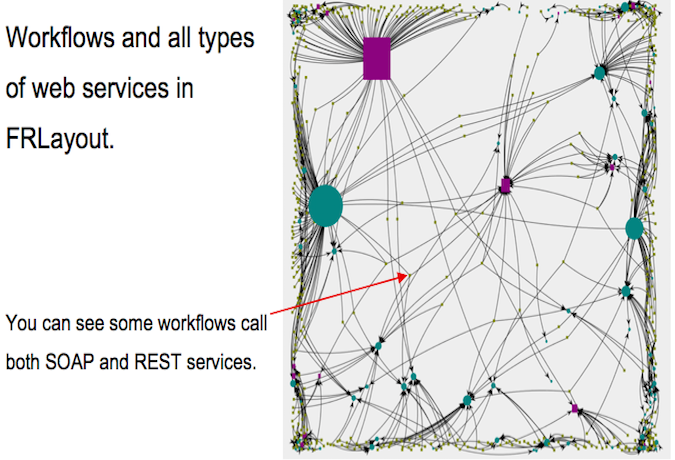 Workflows and all types
of web services in
FRLayout.
You can see some workflows call
both SOAP and REST services.